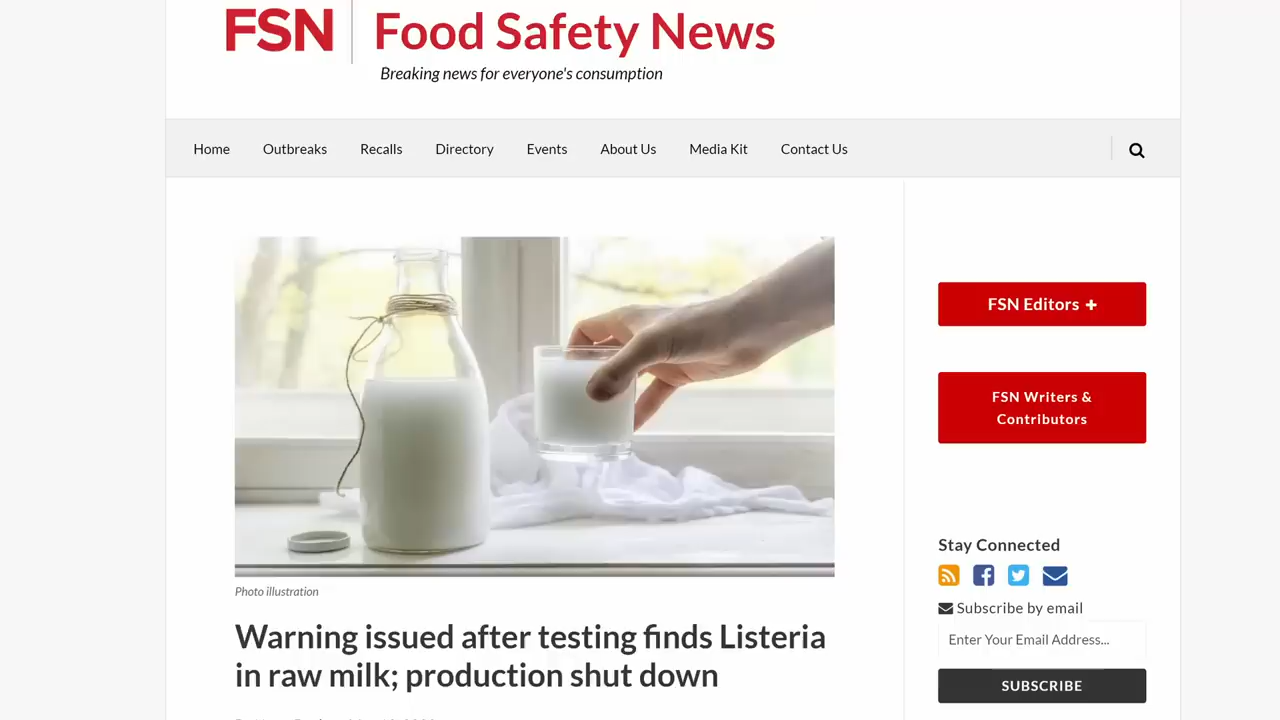 FSN
Food Safety News
Breaking news for everyone's consumption
Home Outbreaks Recalls Directory Events About Us Media Kit Contact Us
Photo illustration
Warning issued after testing finds Listeria
in raw milk; production shut down
FSN Editors +
FSN Writers &
Contributors
Stay Connected
Subscribe by email
Enter Your Email Address...
SUBSCRIBE